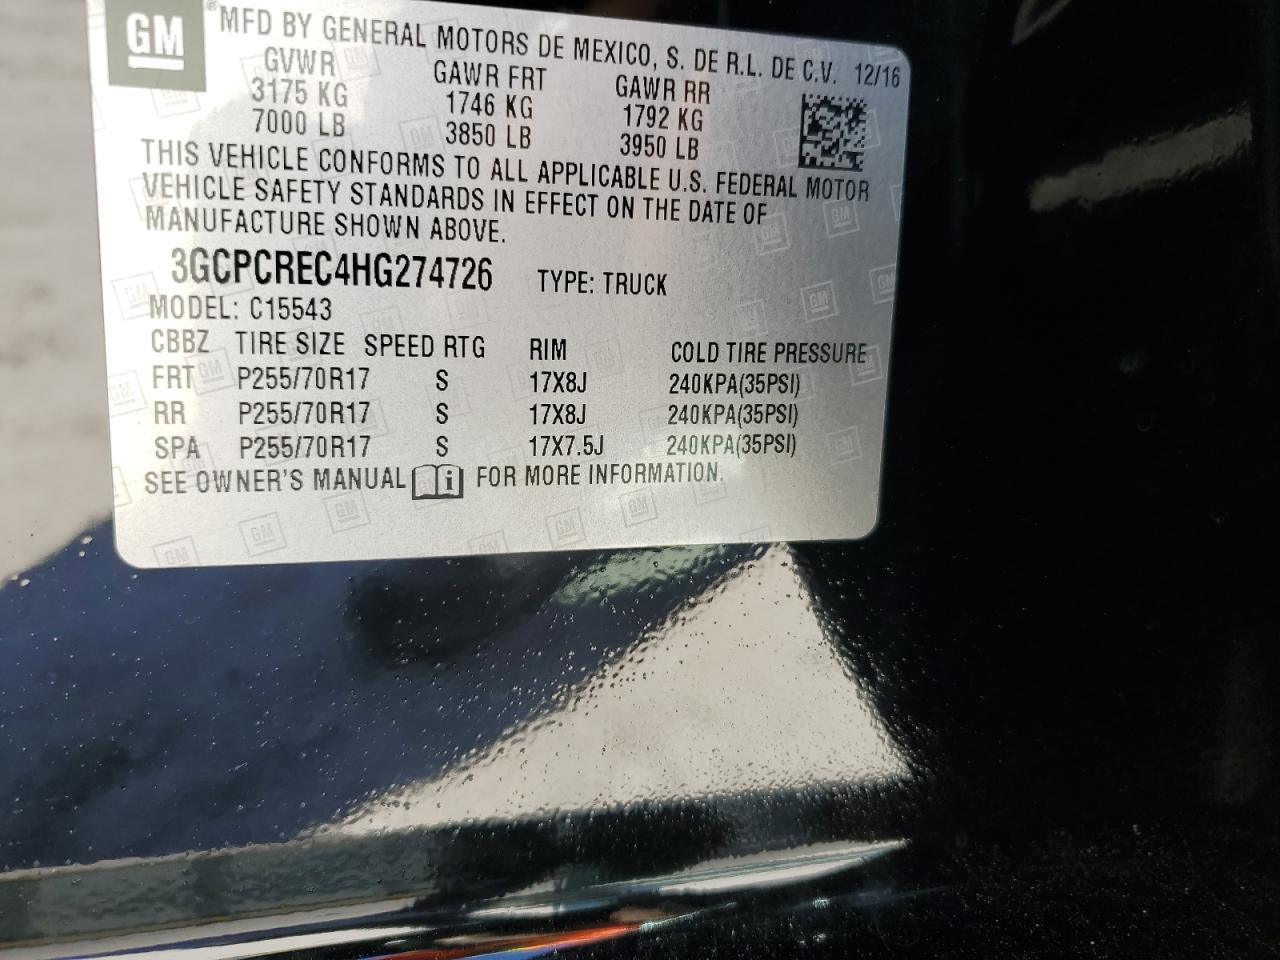 GM ® MFD BY GENERAL MOTORS DE MEXICO, S. DE R.L. DE C.V. 12/16
GVWR GAWR FRT GAWR RR
3175 KG 1746 KG 1792 KG
7000 LB 3850 LB 3950 LB
THIS VEHICLE CONFORMS TO ALL APPLICABLE U.S. FEDERAL MOTOR
VEHICLE SAFETY STANDARDS IN EFFECT ON THE DATE OF
MANUFACTURE SHOWN ABOVE.
3GCPCREC4HG274726 TYPE: TRUCK
MODEL: C15543
CBBZ TIRE SIZE SPEED RTG RIM COLD TIRE PRESSURE
FRT P255/70R17 S 17X8J 240KPA(35PSI)
RR P255/70R17 S 17X8J 240KPA(35PSI)
SPA P255/70R17 S 17X7.5J 240KPA(35PSI)
SEE OWNER'S MANUAL i FOR MORE INFORMATION.